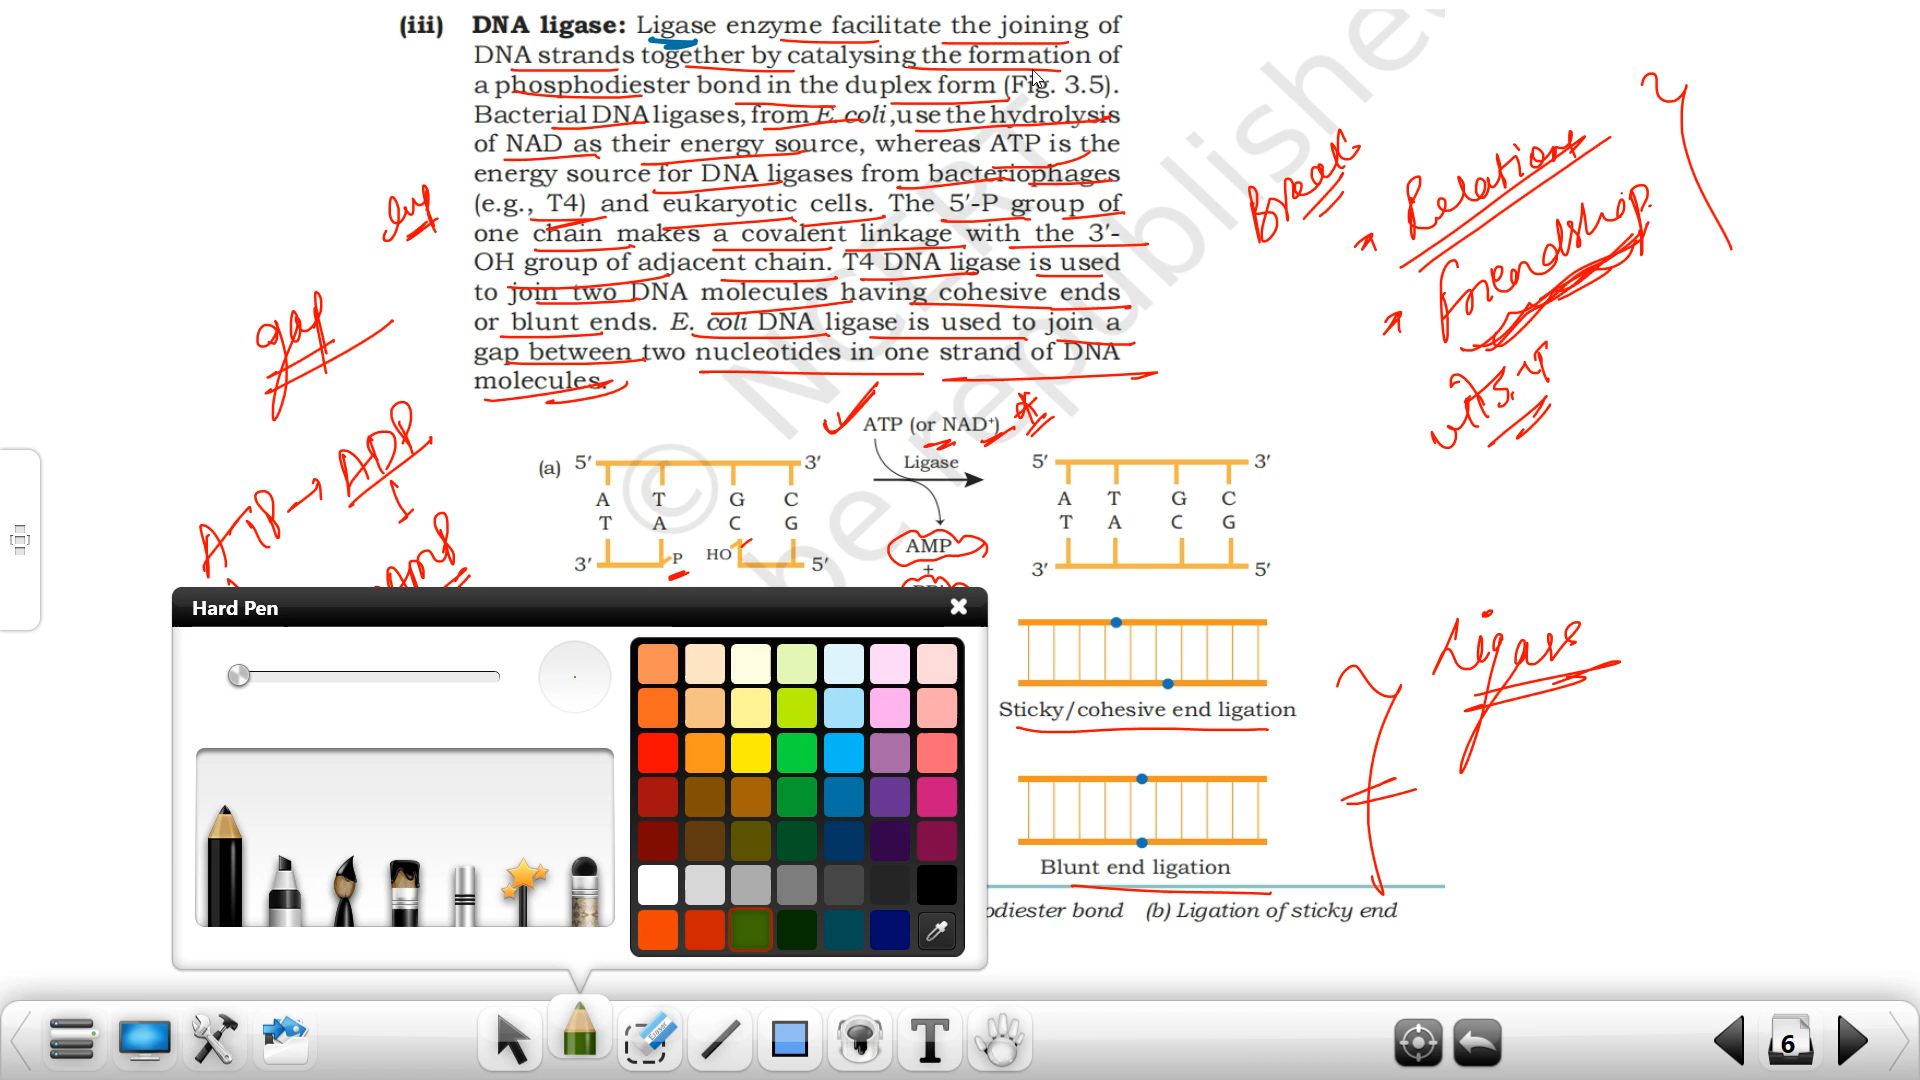 (iii) DNA ligase: Ligase enzyme facilitate the joining of
DNA strands together by catalysing the formation of
a phosphodiester bond in the duplex form (Fig. 3.5).
Bacterial DNA ligases, from E. coli, use the hydrolysis
of NAD as their energy source, whereas ATP is the
energy source for DNA ligases from bacteriophages
(e.g., T4) and eukaryotic cells. The 5′-P group of
one chain makes a covalent linkage with the 3′-
OH group of adjacent chain. T4 DNA ligase is used
to join two DNA molecules having cohesive ends
or blunt ends. E. coli DNA ligase is used to join a
gap between two nucleotides in one strand of DNA
molecules.
Break
Relation
Friendship
gap
ATP → ADP
AMP
ATP (or NAD⁺)
Ligase
(a) 5′ 3′
A T G C
T A C G
3′ P HO 5′
AMP
+
5′ 3′
A T G C
T A C G
3′ 5′
Sticky/cohesive end ligation
Blunt end ligation
Ligase
odiester bond (b) Ligation of sticky end
© NCERT
be republished
Hard Pen
Eraser
T
6